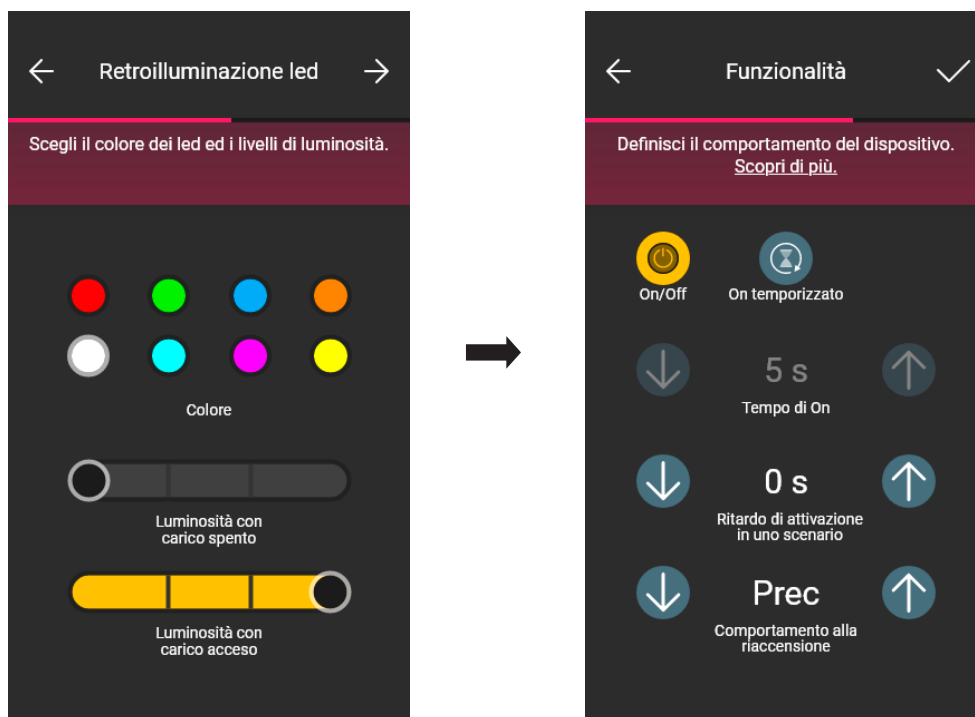 Retroilluminazione led
Scegli il colore dei led ed i livelli di luminosità.
Colore
Luminosità con
carico spento
Luminosità con
carico acceso
Funzionalità
Definisci il comportamento del dispositivo.
Scopri di più.
On/Off
On temporizzato
5 s
Tempo di On
0 s
Ritardo di attivazione
in uno scenario
Prec
Comportamento alla
riaccensione